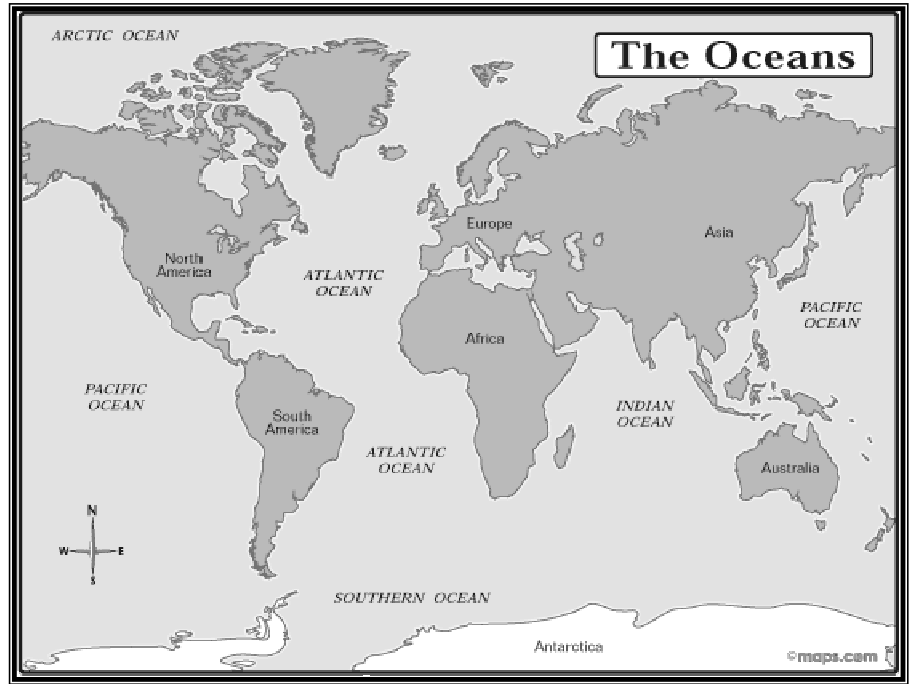 ARCTIC OCEAN
The Oceans
Europe
Asia
North
America
ATLANTIC
OCEAN
PACIFIC
OCEAN
Africa
PACIFIC
OCEAN
INDIAN
OCEAN
South
America
ATLANTIC
OCEAN
Australia
N
W E
S
SOUTHERN OCEAN
Antarctica
©maps.com